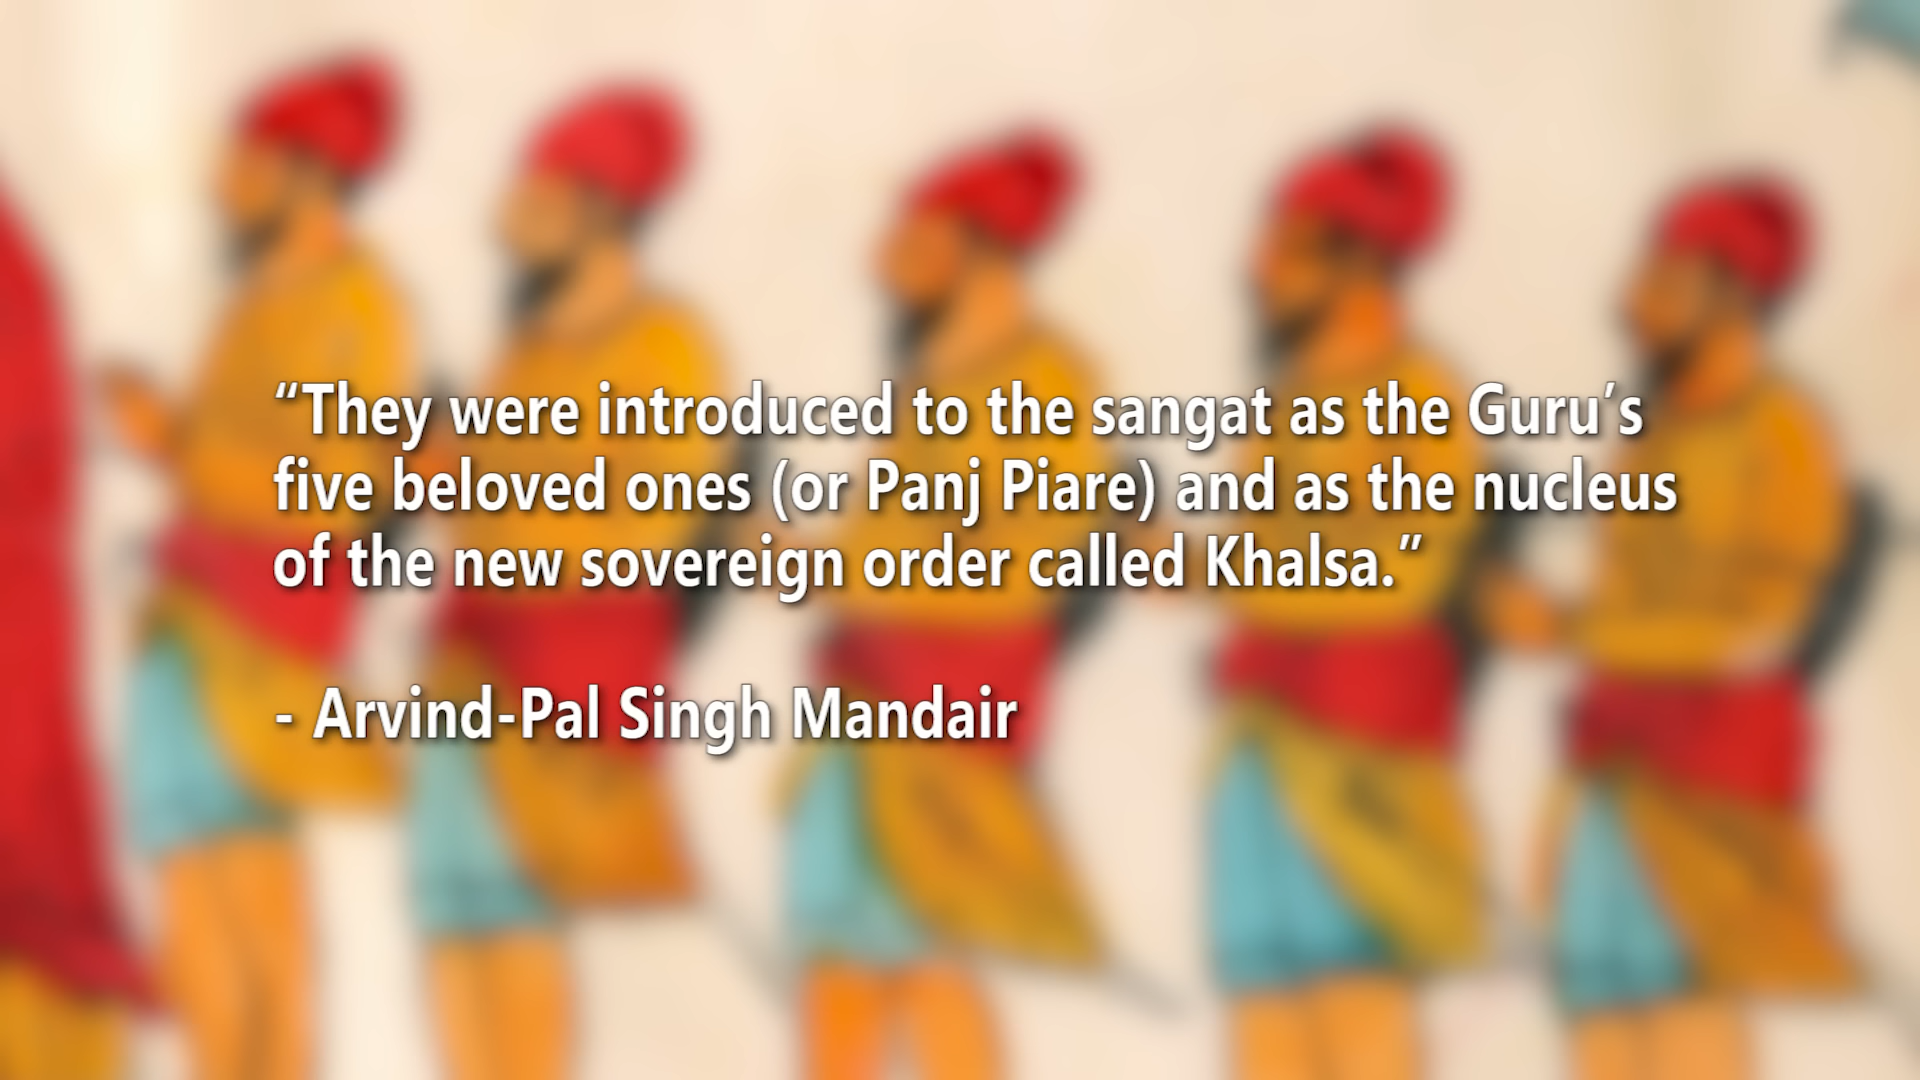 “They were introduced to the sangat as the Guru’s
five beloved ones (or Panj Piare) and as the nucleus
of the new sovereign order called Khalsa.”
- Arvind-Pal Singh Mandair